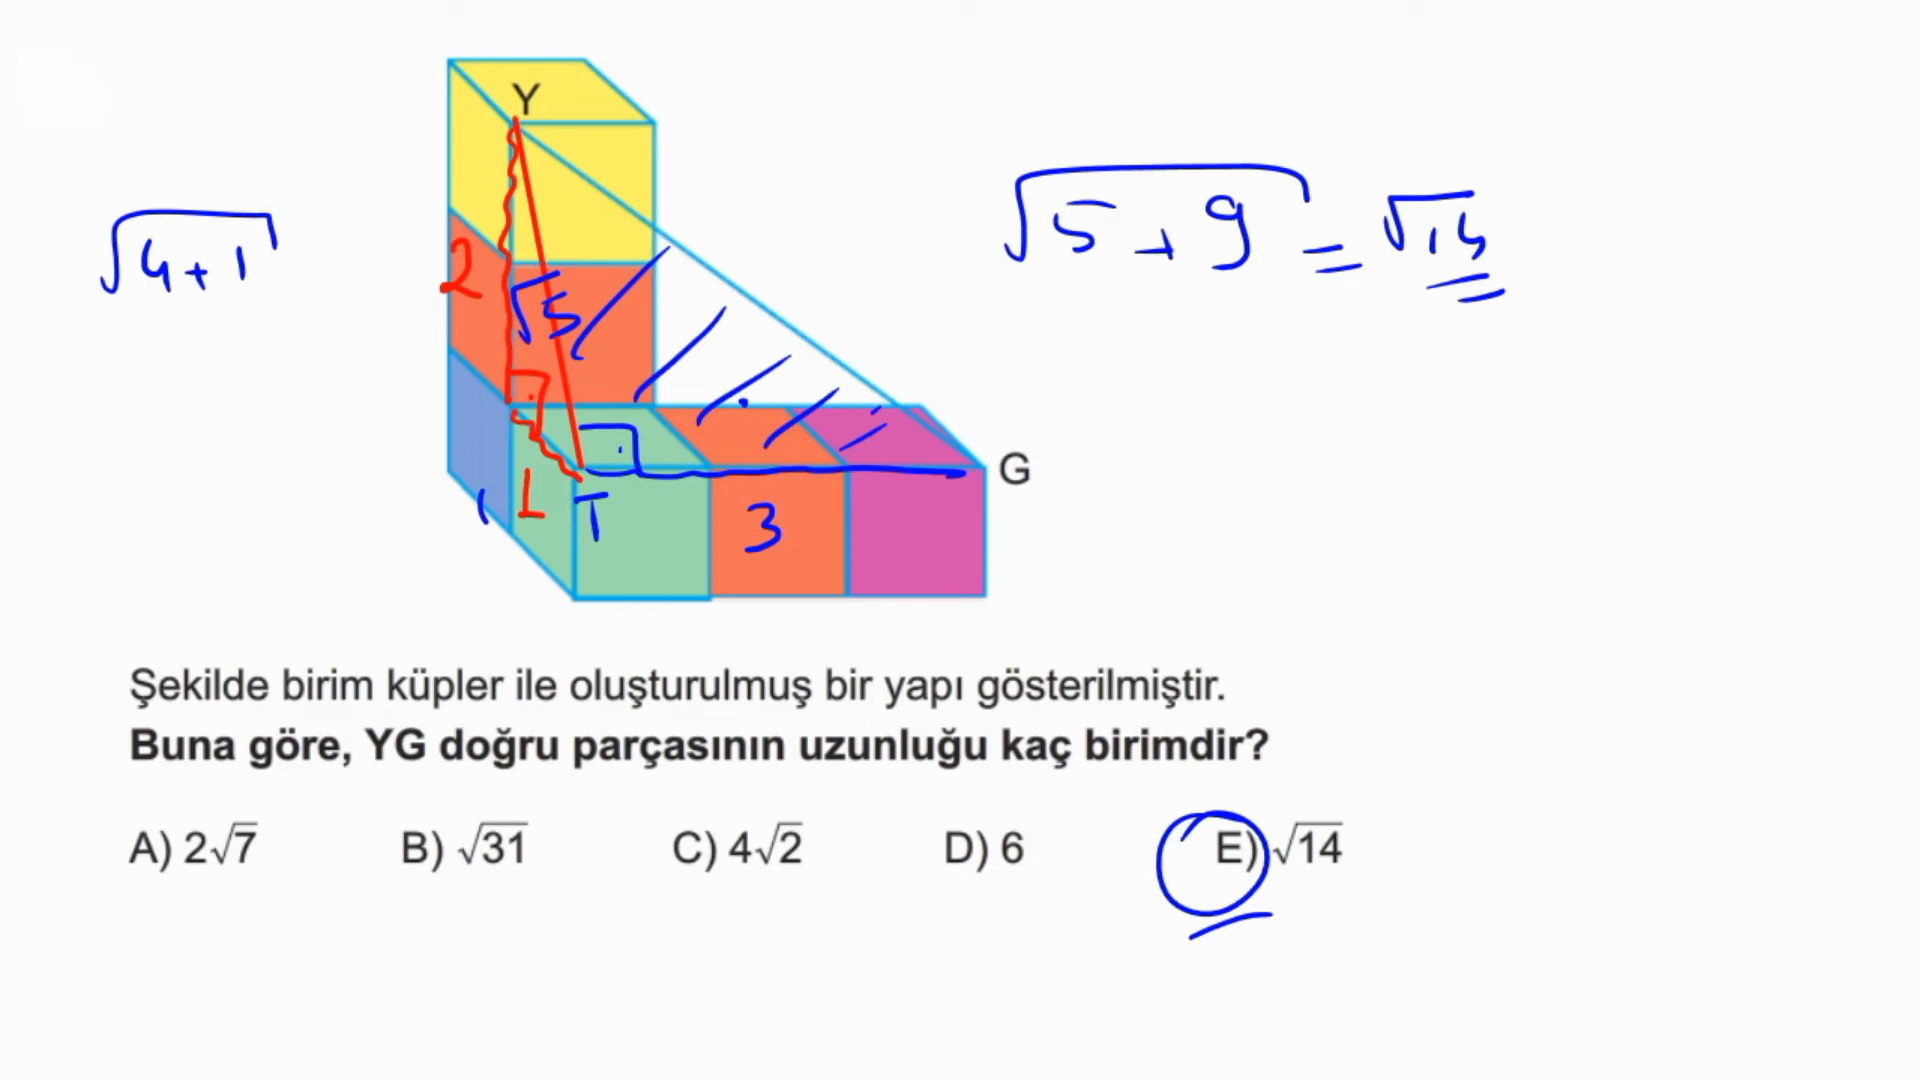 Y
√4+1
√5+9 = √14
2
√5
G
1
T
3
Şekilde birim küpler ile oluşturulmuş bir yapı gösterilmiştir.
Buna göre, YG doğru parçasının uzunluğu kaç birimdir?
A) 2√7 B) √31 C) 4√2 D) 6 E) √14